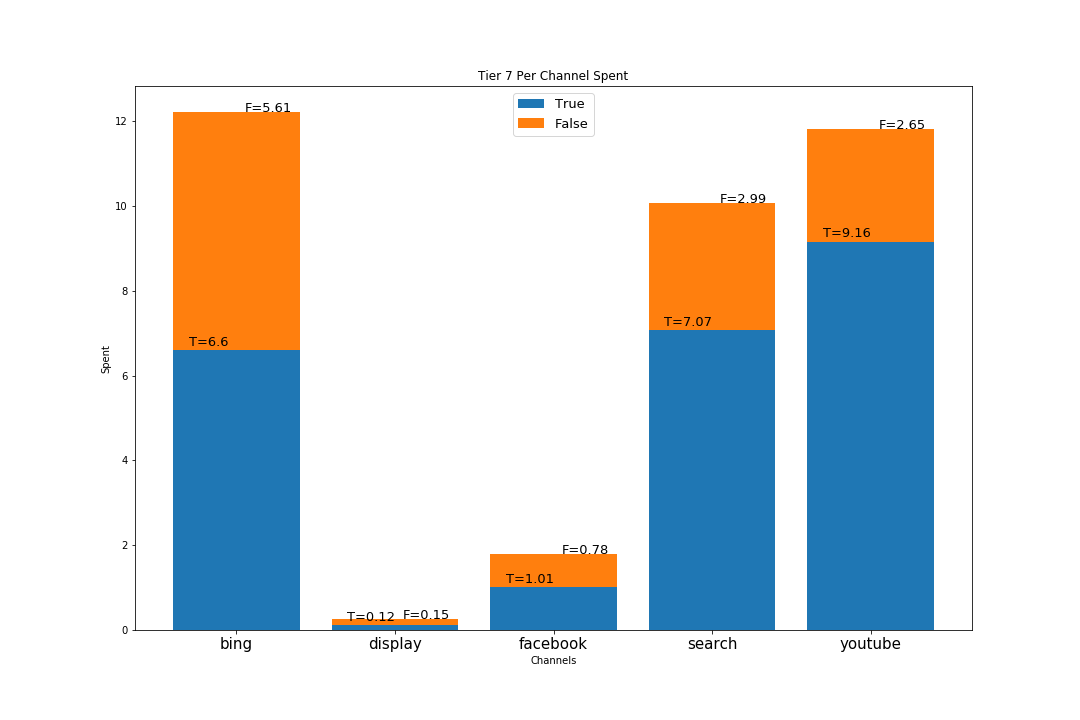 Tier 7 Per Channel Spent
True
False
F=5.61
F=2.65
F=2.99
T=9.16
T=7.07
T=6.6
F=0.78
T=1.01
T=0.12 F=0.15
12
10
8
6
4
2
0
Spent
bing display facebook search youtube
Channels